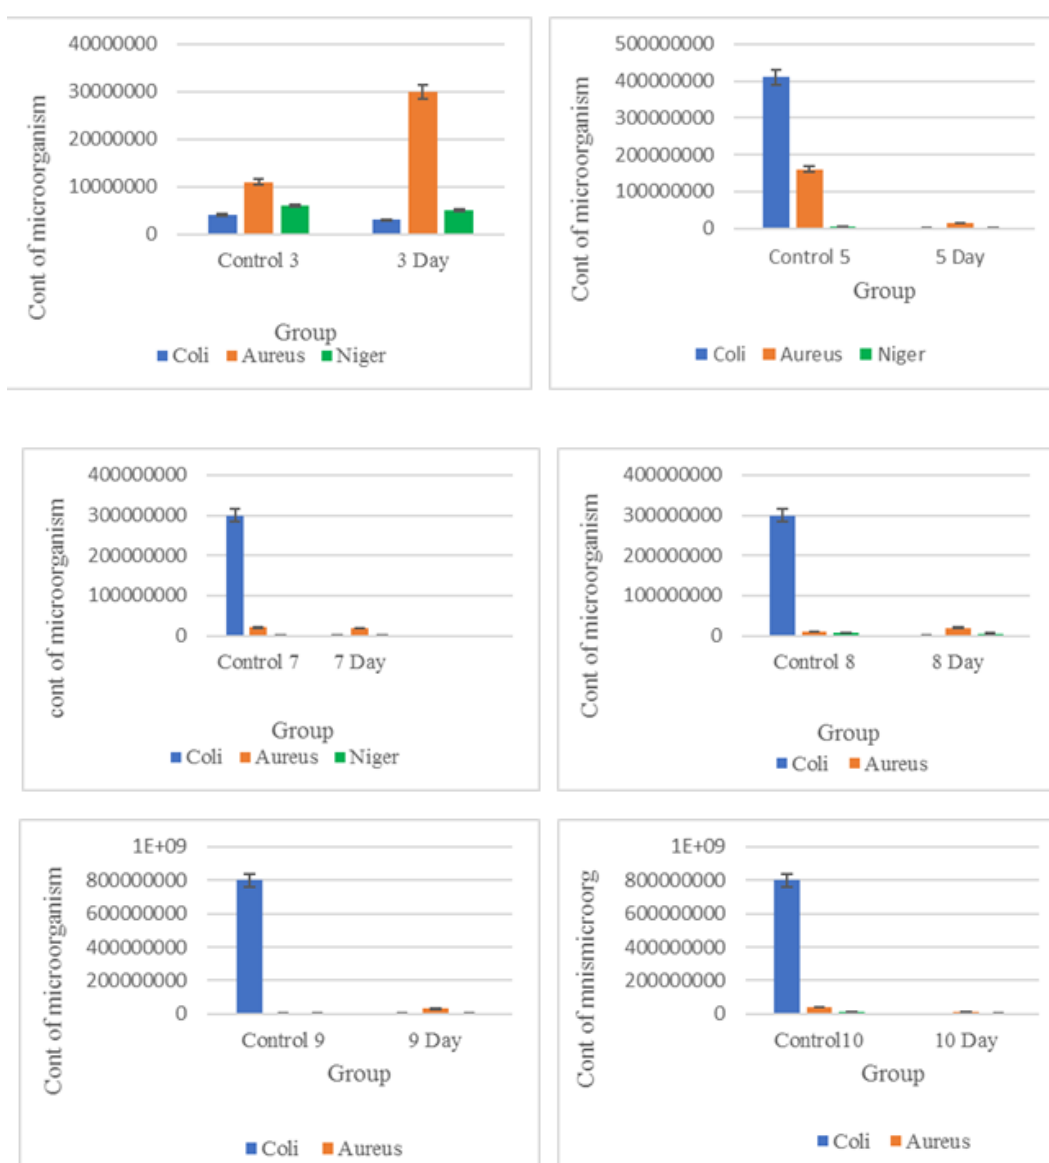 Cont of microorganism
40000000
30000000
20000000
10000000
0
Control 3 3 Day
Group
Coli Aureus Niger
Cont of microorganism
500000000
400000000
300000000
200000000
100000000
0
Control 5 5 Day
Group
Coli Aureus Niger
cont of microorganism
400000000
300000000
200000000
100000000
0
Control 7 7 Day
Group
Coli Aureus Niger
Cont of microorganism
400000000
300000000
200000000
100000000
0
Control 8 8 Day
Group
Coli Aureus
Cont of microorganism
1E+09
800000000
600000000
400000000
200000000
0
Control 9 9 Day
Group
Coli Aureus
Cont of mnismicroorg
1E+09
800000000
600000000
400000000
200000000
0
Control10 10 Day
Group
Coli Aureus